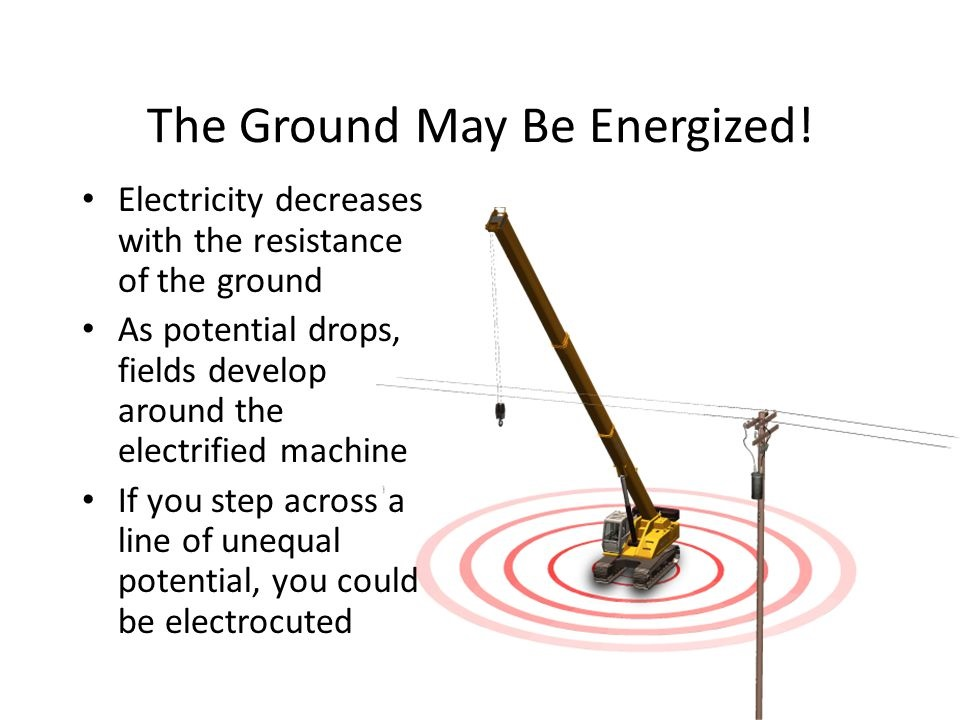 The Ground May Be Energized!
• Electricity decreases
with the resistance
of the ground
• As potential drops,
fields develop
around the
electrified machine
• If you step across a
line of unequal
potential, you could
be electrocuted